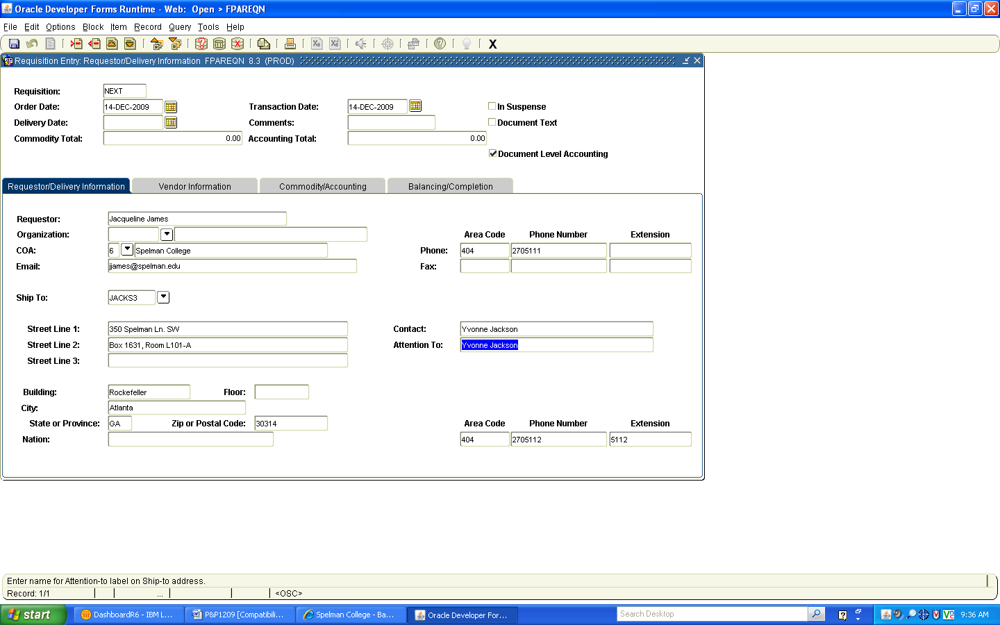 Oracle Developer Forms Runtime - Web:  Open > FPAREQN
File Edit Options Block Item Record Query Tools Help
X
Requisition Entry: Requestor/Delivery Information  FPAREQN  8.3  (PROD)
Requisition: NEXT
Order Date: 14-DEC-2009 Transaction Date: 14-DEC-2009 In Suspense
Delivery Date: Comments: Document Text
Commodity Total: 0.00 Accounting Total: 0.00
Document Level Accounting
Requestor/Delivery Information Vendor Information Commodity/Accounting Balancing/Completion
Requestor: Jacqueline James
Organization: Area Code Phone Number Extension
COA: 6 Spelman College Phone: 404 2705111
Email: jjames@spelman.edu Fax:
Ship To: JACKS3
Street Line 1: 350 Spelman Ln. SW Contact: Yvonne Jackson
Street Line 2: Box 1631, Room L101-A Attention To: Yvonne Jackson
Street Line 3:
Building: Rockefeller Floor:
City: Atlanta
State or Province: GA Zip or Postal Code: 30314 Area Code Phone Number Extension
Nation: 404 2705112 5112
Enter name for Attention-to label on Ship-to address.
Record: 1/1 ... <OSC>
start DashboardR6 - IBM L... P&P1209 [Compatibili... Spelman College - Ba... Oracle Developer For... Search Desktop 9:36 AM